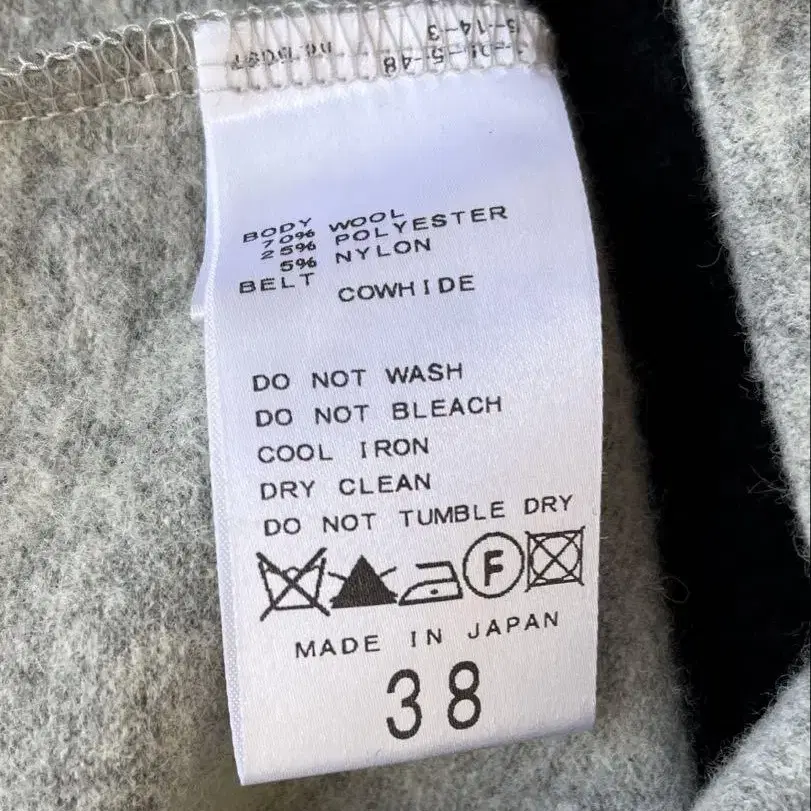 BODY WOOL
70% POLYESTER
25% NYLON
5%
BELT COWHIDE
DO NOT WASH
DO NOT BLEACH
COOL IRON
DRY CLEAN
DO NOT TUMBLE DRY
F
MADE IN JAPAN
38